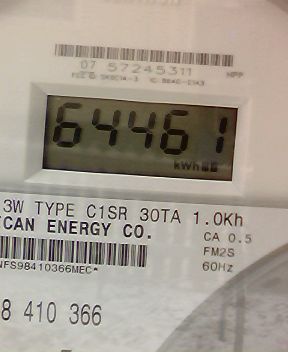 07 57245311 NPP
64461
kWh
3W TYPE C1SR 30TA 1.0Kh
CAN ENERGY CO.
CA 0.5
FM2S
NFS98410366MEC*
60Hz
8 410 366